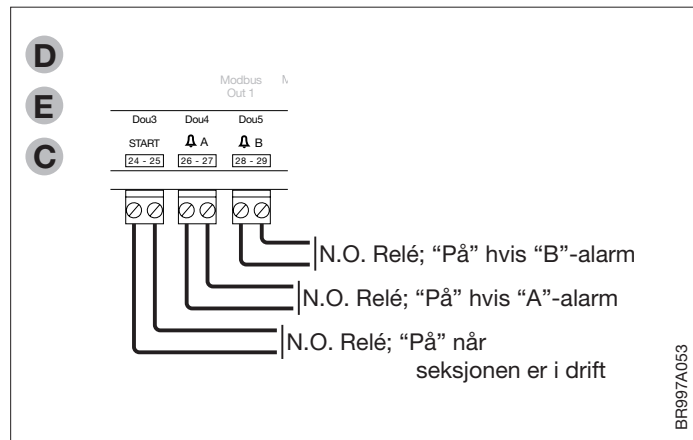 D
E
C
Modbus
Out 1
Dou3 Dou4 Dou5
START A B
24 - 25 26 - 27 28 - 29
N.O. Relé; “På” hvis “B”-alarm
N.O. Relé; “På” hvis “A”-alarm
N.O. Relé; “På” når
seksjonen er i drift
BR997A053